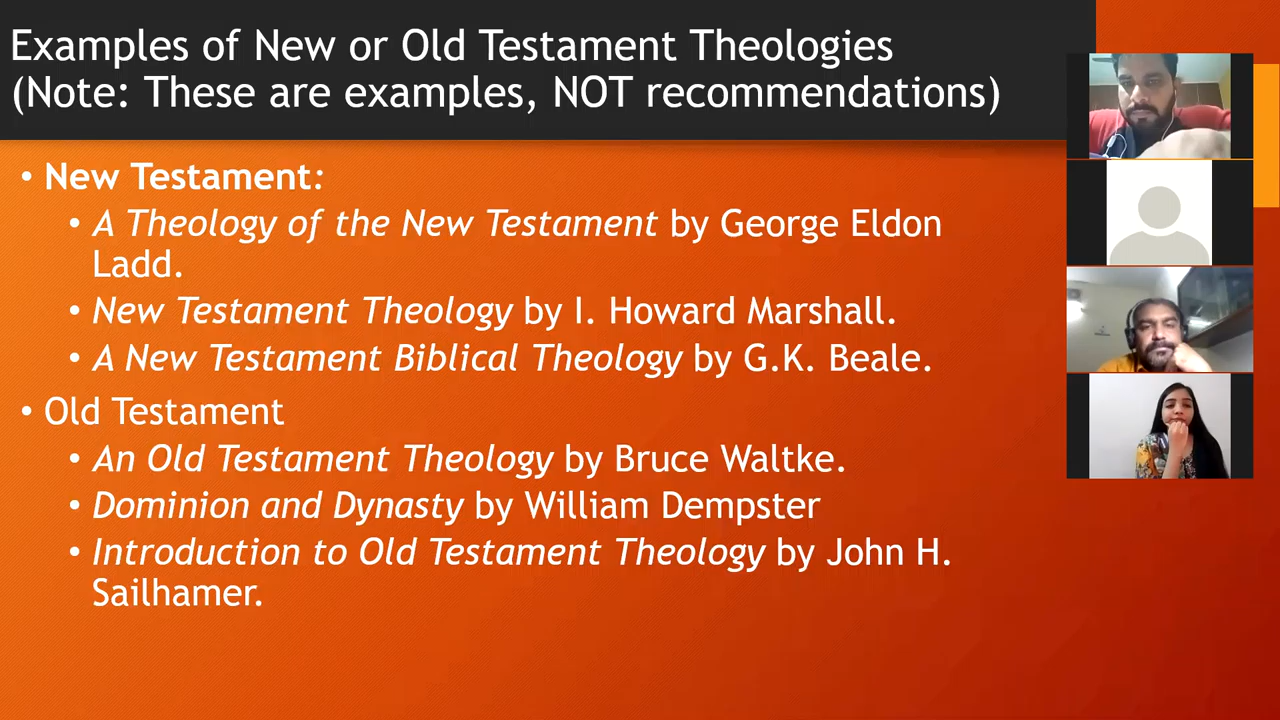 Examples of New or Old Testament Theologies
(Note: These are examples, NOT recommendations)
• New Testament:
• A Theology of the New Testament by George Eldon
Ladd.
• New Testament Theology by I. Howard Marshall.
• A New Testament Biblical Theology by G.K. Beale.
• Old Testament
• An Old Testament Theology by Bruce Waltke.
• Dominion and Dynasty by William Dempster
• Introduction to Old Testament Theology by John H.
Sailhamer.